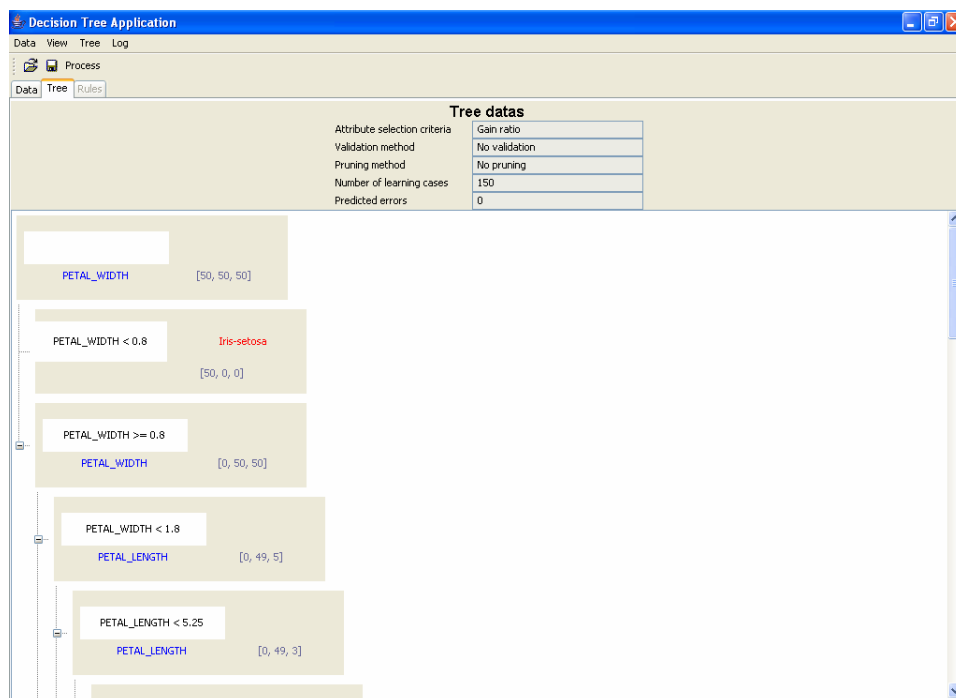 Decision Tree Application
Data View Tree Log
Process
Data Tree Rules
Tree datas
Attribute selection criteria Gain ratio
Validation method No validation
Pruning method No pruning
Number of learning cases 150
Predicted errors 0
PETAL_WIDTH [50, 50, 50]
PETAL_WIDTH < 0.8 Iris-setosa
[50, 0, 0]
PETAL_WIDTH >= 0.8
PETAL_WIDTH [0, 50, 50]
PETAL_WIDTH < 1.8
PETAL_LENGTH [0, 49, 5]
PETAL_LENGTH < 5.25
PETAL_LENGTH [0, 49, 3]